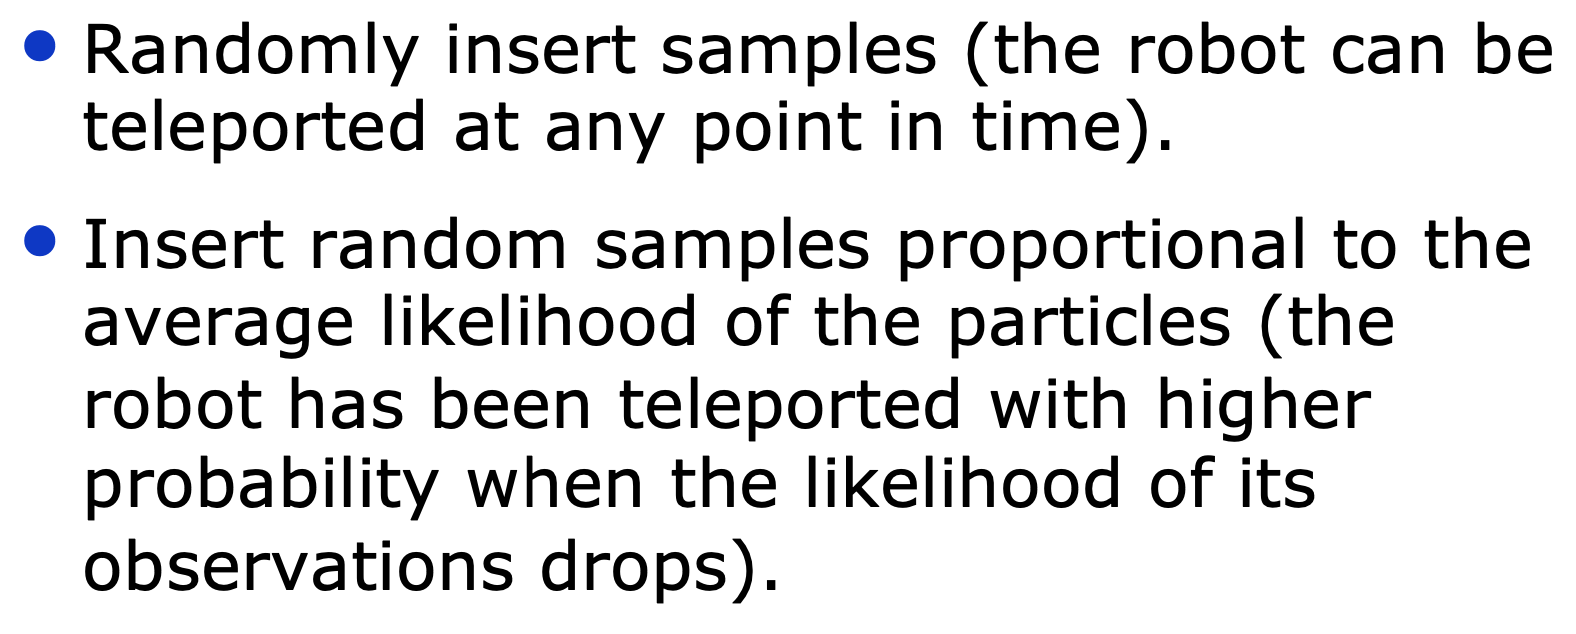 • Randomly insert samples (the robot can be
teleported at any point in time).
• Insert random samples proportional to the
average likelihood of the particles (the
robot has been teleported with higher
probability when the likelihood of its
observations drops).